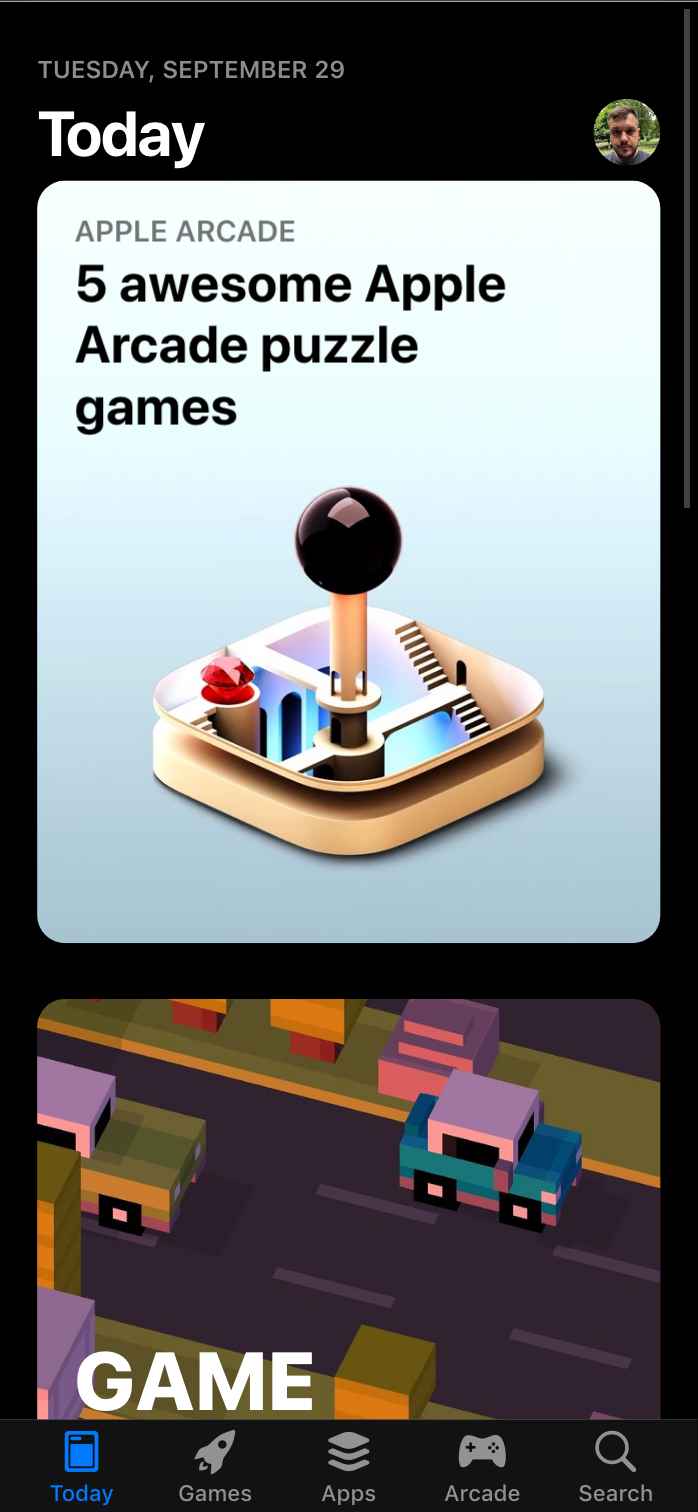 TUESDAY, SEPTEMBER 29
Today
APPLE ARCADE
5 awesome Apple
Arcade puzzle
games
GAME
Today
Games
Apps
Arcade
Search